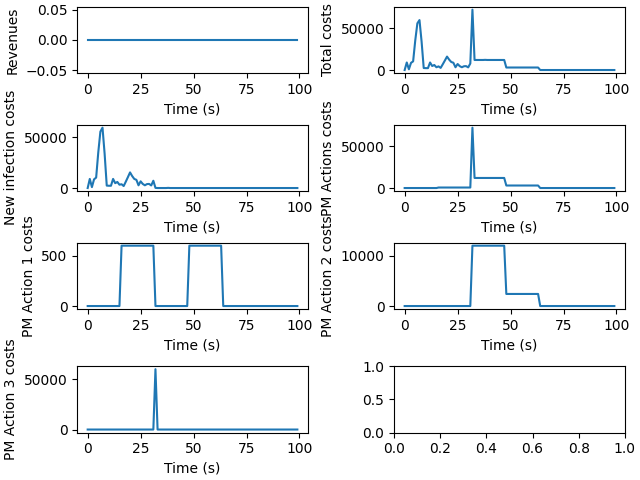 Revenues
0.05
0.00
−0.05
0 25 50 75 100
Time (s)
Total costs
50000
0
0 25 50 75 100
Time (s)
New infection costs
50000
0
0 25 50 75 100
Time (s)
PM Actions costs
50000
0
0 25 50 75 100
Time (s)
PM Action 1 costs
500
0
0 25 50 75 100
Time (s)
PM Action 2 costs
10000
0
0 25 50 75 100
Time (s)
PM Action 3 costs
50000
0
0 25 50 75 100
Time (s)
1.0
0.5
0.0
0.0 0.2 0.4 0.6 0.8 1.0